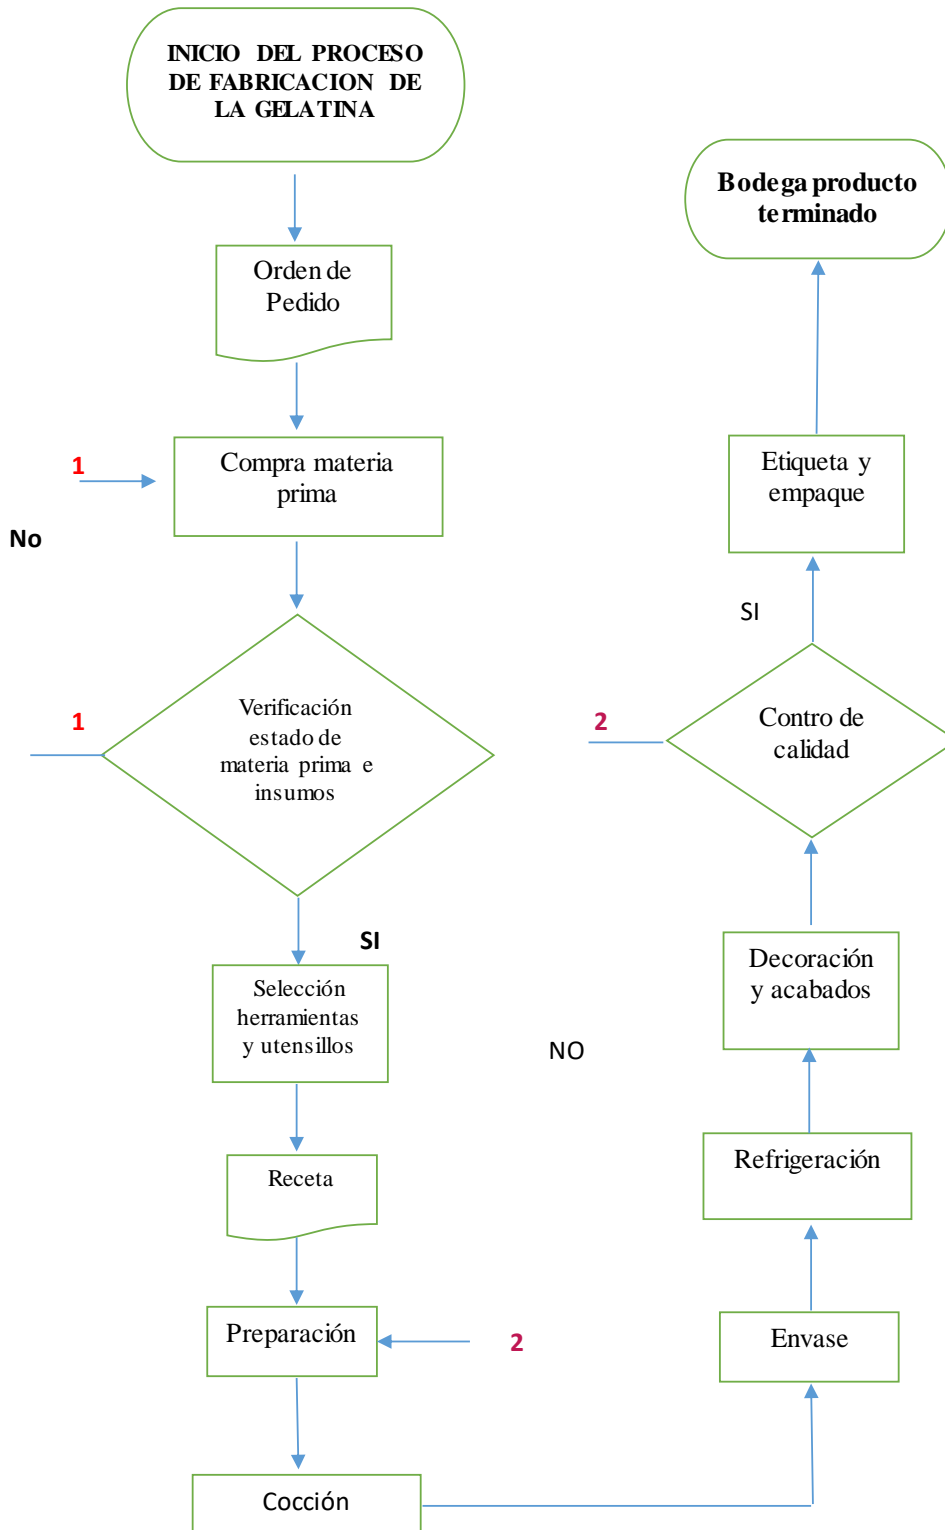 INICIO DEL PROCESO
DE FABRICACION DE
LA GELATINA
Orden de
Pedido
1
Compra materia
prima
No
1
Verificación
estado de
materia prima e
insumos
SI
Selección
herramientas
y utensillos
Receta
Preparación
2
Cocción
Bodega producto
terminado
Etiqueta y
empaque
SI
2
Contro de
calidad
Decoración
y acabados
NO
Refrigeración
Envase